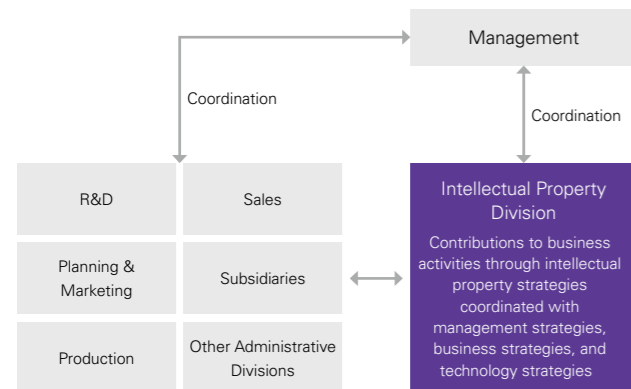 Management
Coordination
Coordination
R&D
Sales
Intellectual Property
Division
Contributions to business
activities through intellectual
property strategies
coordinated with
management strategies,
business strategies, and
technology strategies
Planning &
Marketing
Subsidiaries
Production
Other Administrative
Divisions